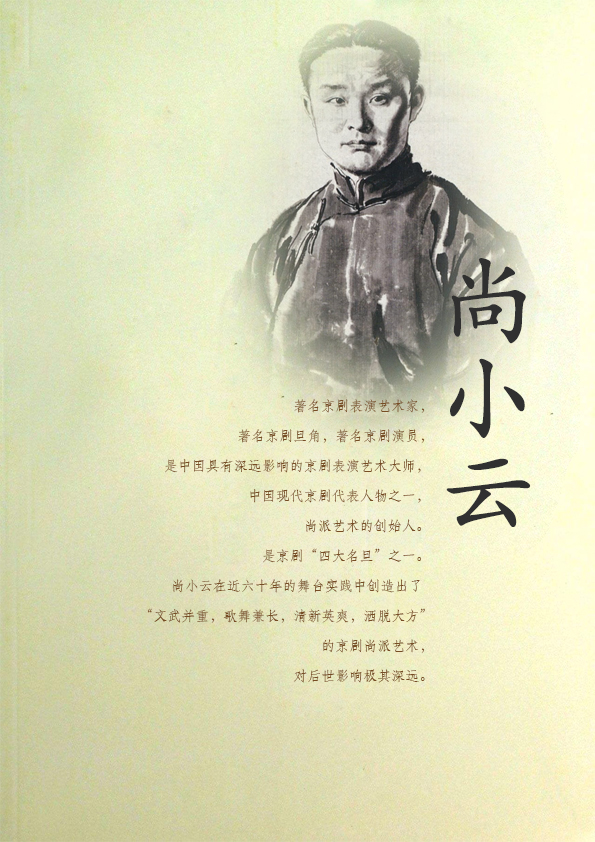 尚小云
著名京剧表演艺术家，
著名京剧旦角，著名京剧演员，
是中国具有深远影响的京剧表演艺术大师，
中国现代京剧代表人物之一，
尚派艺术的创始人。
是京剧“四大名旦”之一。
尚小云在近六十年的舞台实践中创造出了
“文武并重，歌舞兼长，清新英爽，洒脱大方”
的京剧尚派艺术，
对后世影响极其深远。